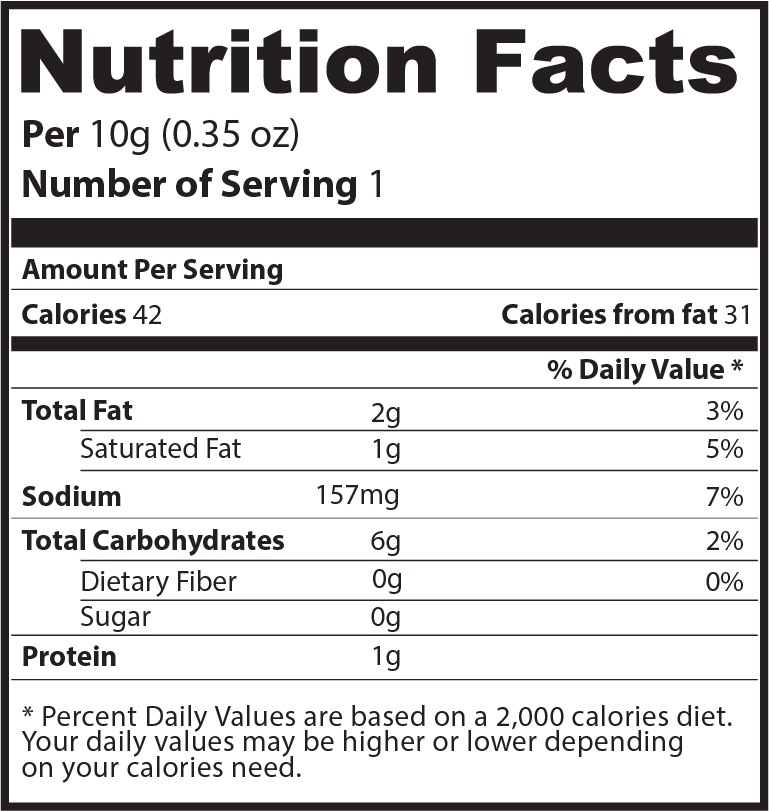 Nutrition Facts
Per 10g (0.35 oz)
Number of Serving 1
Amount Per Serving
Calories 42 Calories from fat 31
% Daily Value *
Total Fat 2g 3%
Saturated Fat 1g 5%
Sodium 157mg 7%
Total Carbohydrates 6g 2%
Dietary Fiber 0g 0%
Sugar 0g
Protein 1g
* Percent Daily Values are based on a 2,000 calories diet.
Your daily values may be higher or lower depending
on your calories need.